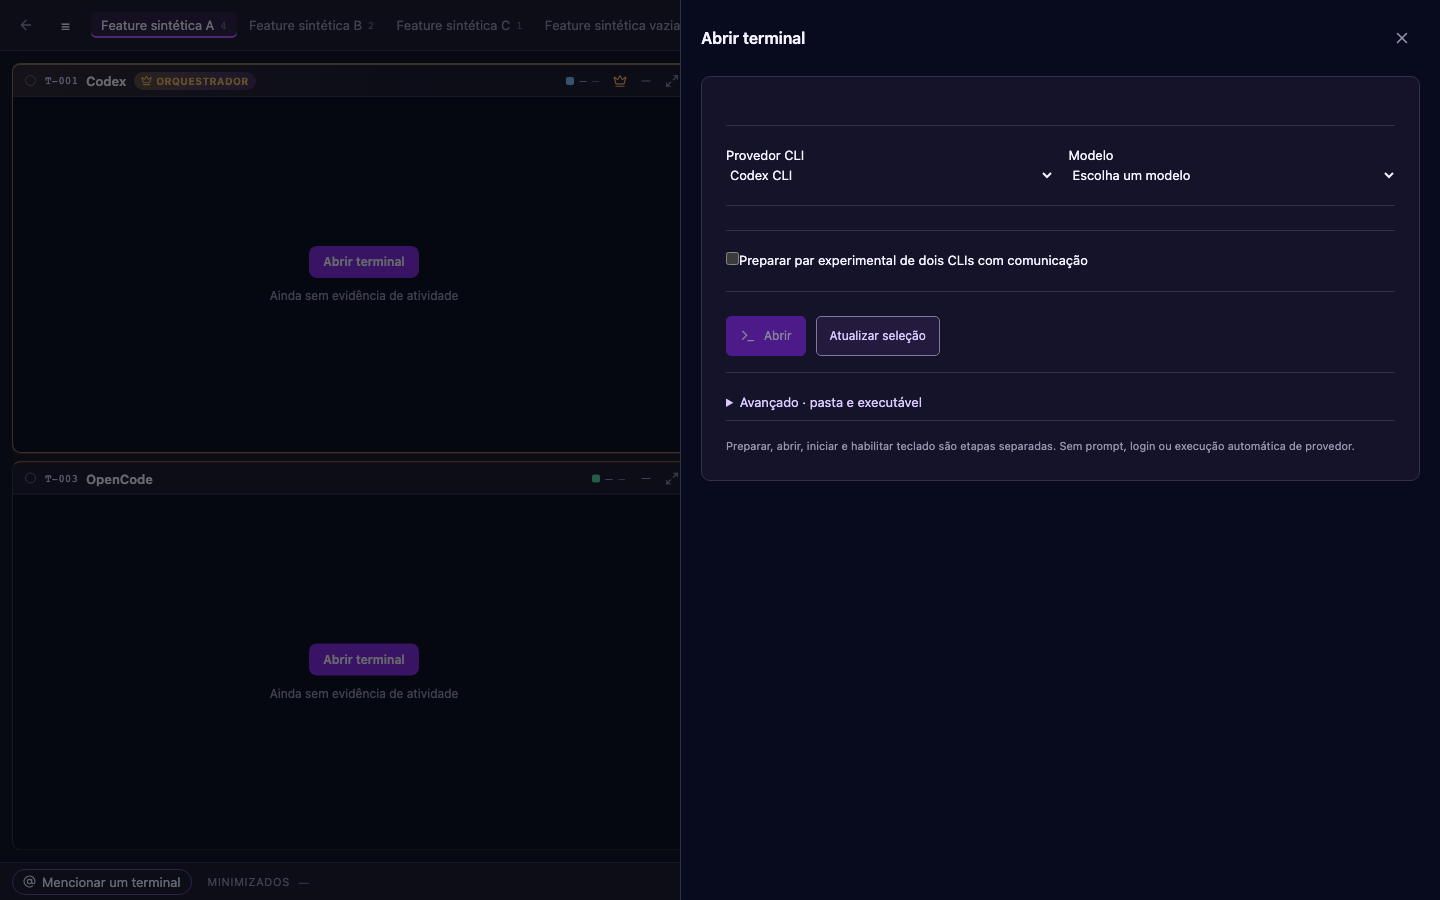 Feature sintética A 4
Feature sintética B 2
Feature sintética C 1
Feature sintética vazia
T-001 Codex ORQUESTRADOR
Abrir terminal
Ainda sem evidência de atividade
T-003 OpenCode
Abrir terminal
Ainda sem evidência de atividade
@ Mencionar um terminal
MINIMIZADOS —
Abrir terminal
Provedor CLI
Codex CLI
Modelo
Escolha um modelo
Preparar par experimental de dois CLIs com comunicação
Abrir
Atualizar seleção
Avançado · pasta e executável
Preparar, abrir, iniciar e habilitar teclado são etapas separadas. Sem prompt, login ou execução automática de provedor.